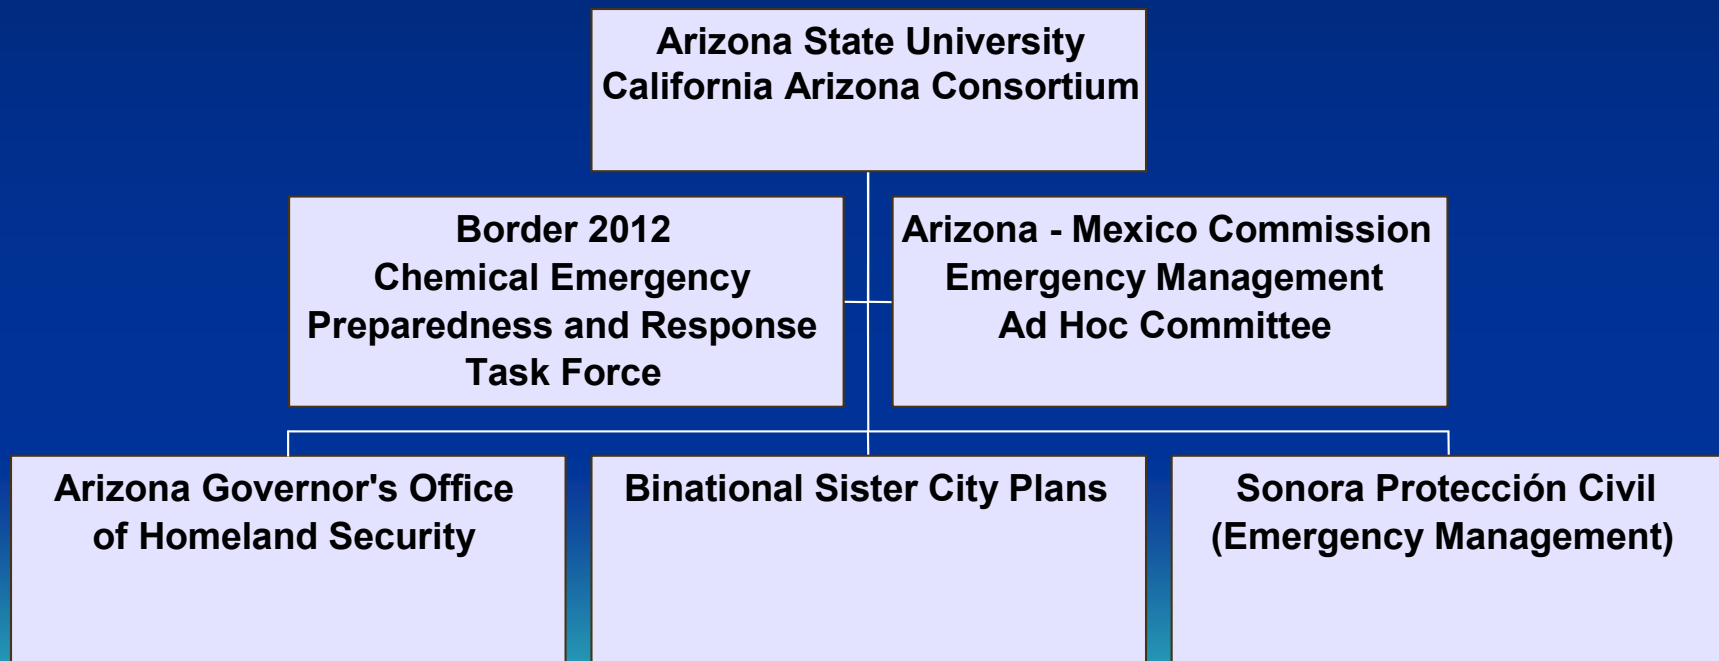 Arizona State University
California Arizona Consortium
Border 2012
Chemical Emergency
Preparedness and Response
Task Force
Arizona - Mexico Commission
Emergency Management
Ad Hoc Committee
Arizona Governor's Office
of Homeland Security
Binational Sister City Plans
Sonora Protección Civil
(Emergency Management)